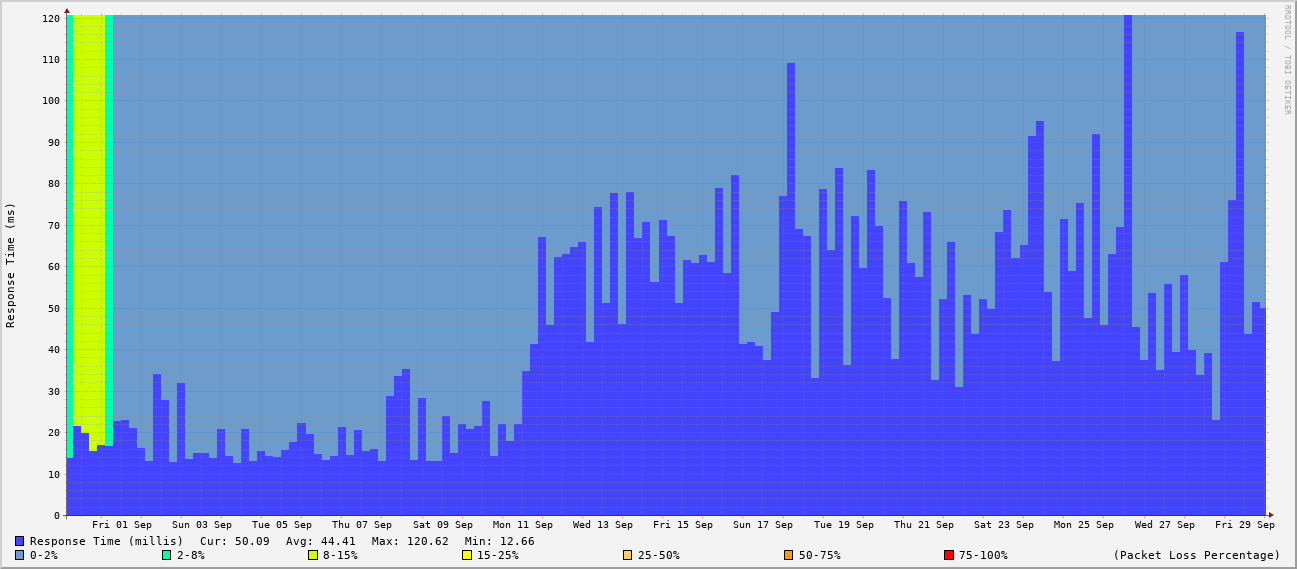 RRDTOOL / TOBI OETIKER
Response Time (ms)
120
110
100
90
80
70
60
50
40
30
20
10
0
Fri 01 Sep Sun 03 Sep Tue 05 Sep Thu 07 Sep Sat 09 Sep Mon 11 Sep Wed 13 Sep Fri 15 Sep Sun 17 Sep Tue 19 Sep Thu 21 Sep Sat 23 Sep Mon 25 Sep Wed 27 Sep Fri 29 Sep
Response Time (millis) Cur: 50.09 Avg: 44.41 Max: 120.62 Min: 12.66
0-2% 2-8% 8-15% 15-25% 25-50% 50-75% 75-100% (Packet Loss Percentage)